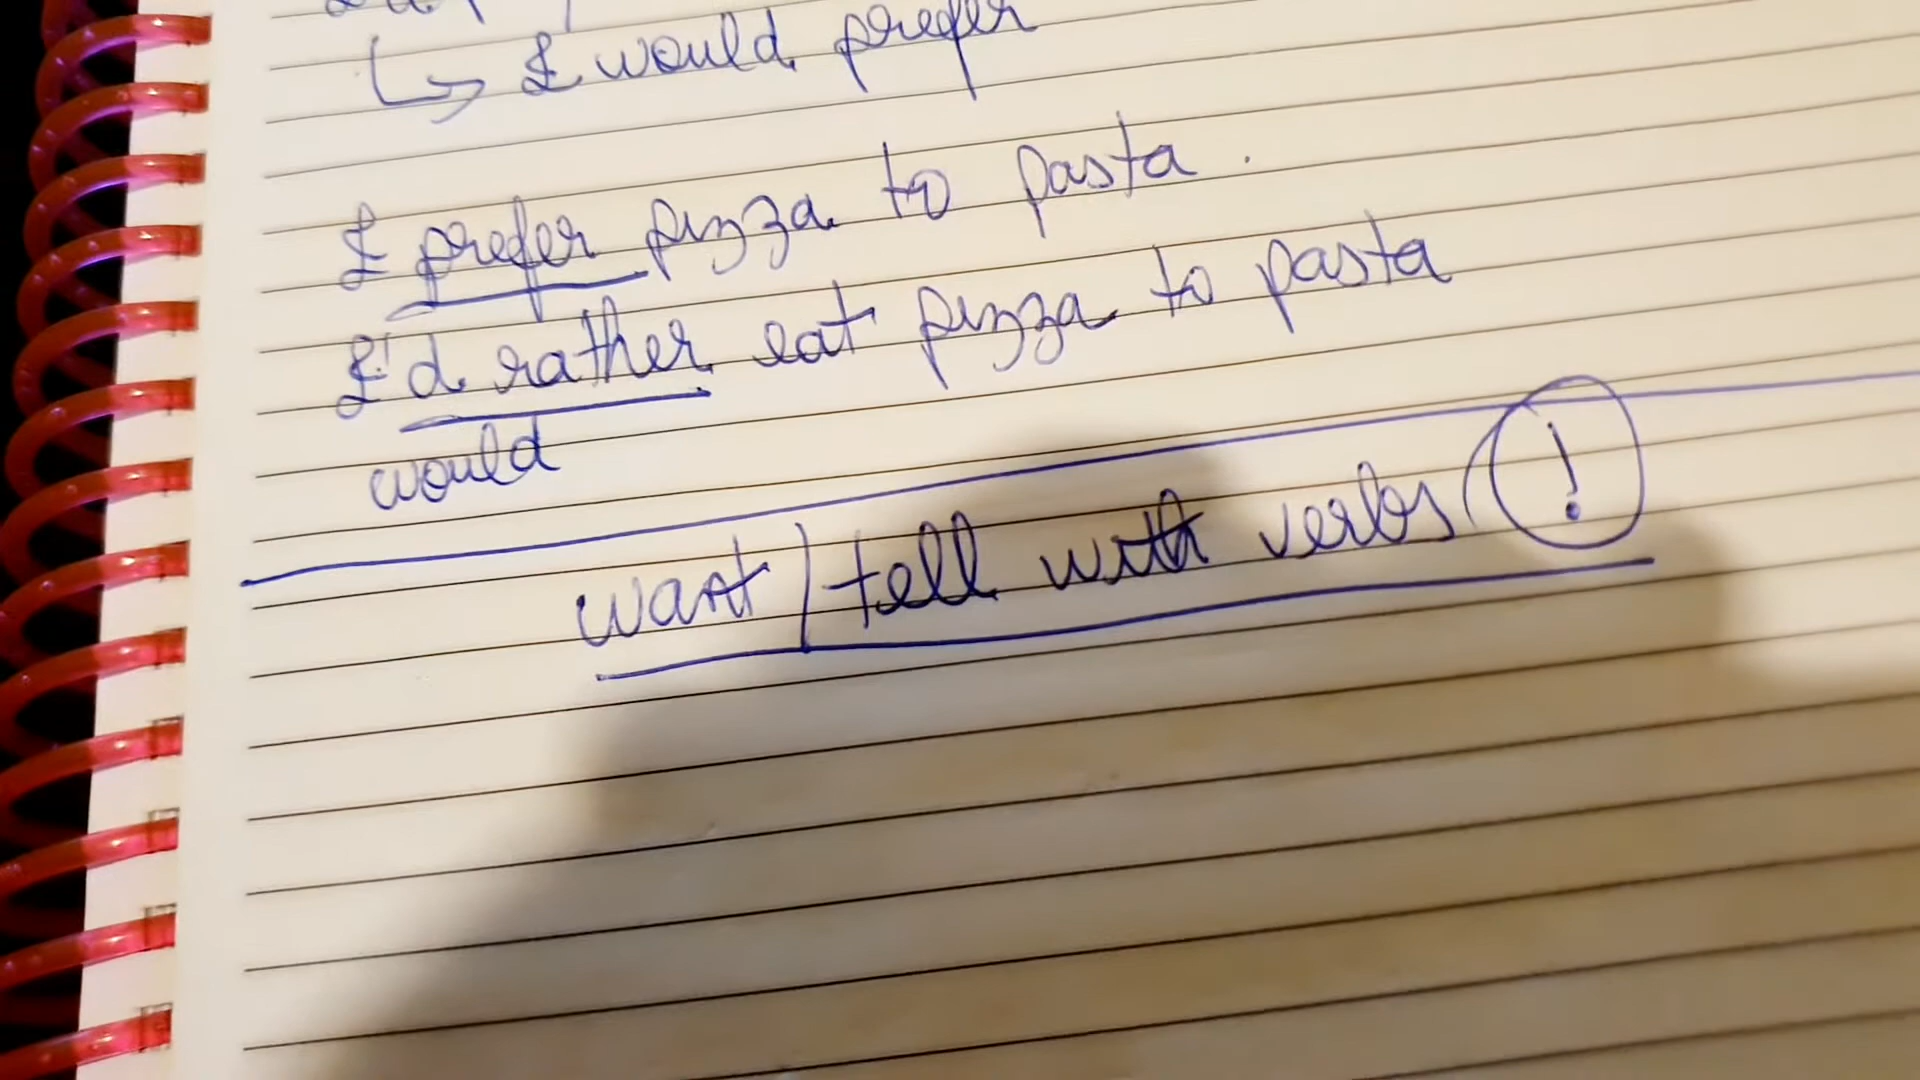 ↳ I would prefer
I prefer pizza to pasta.
I'd rather eat pizza to pasta
would
want/tell with verbs (!